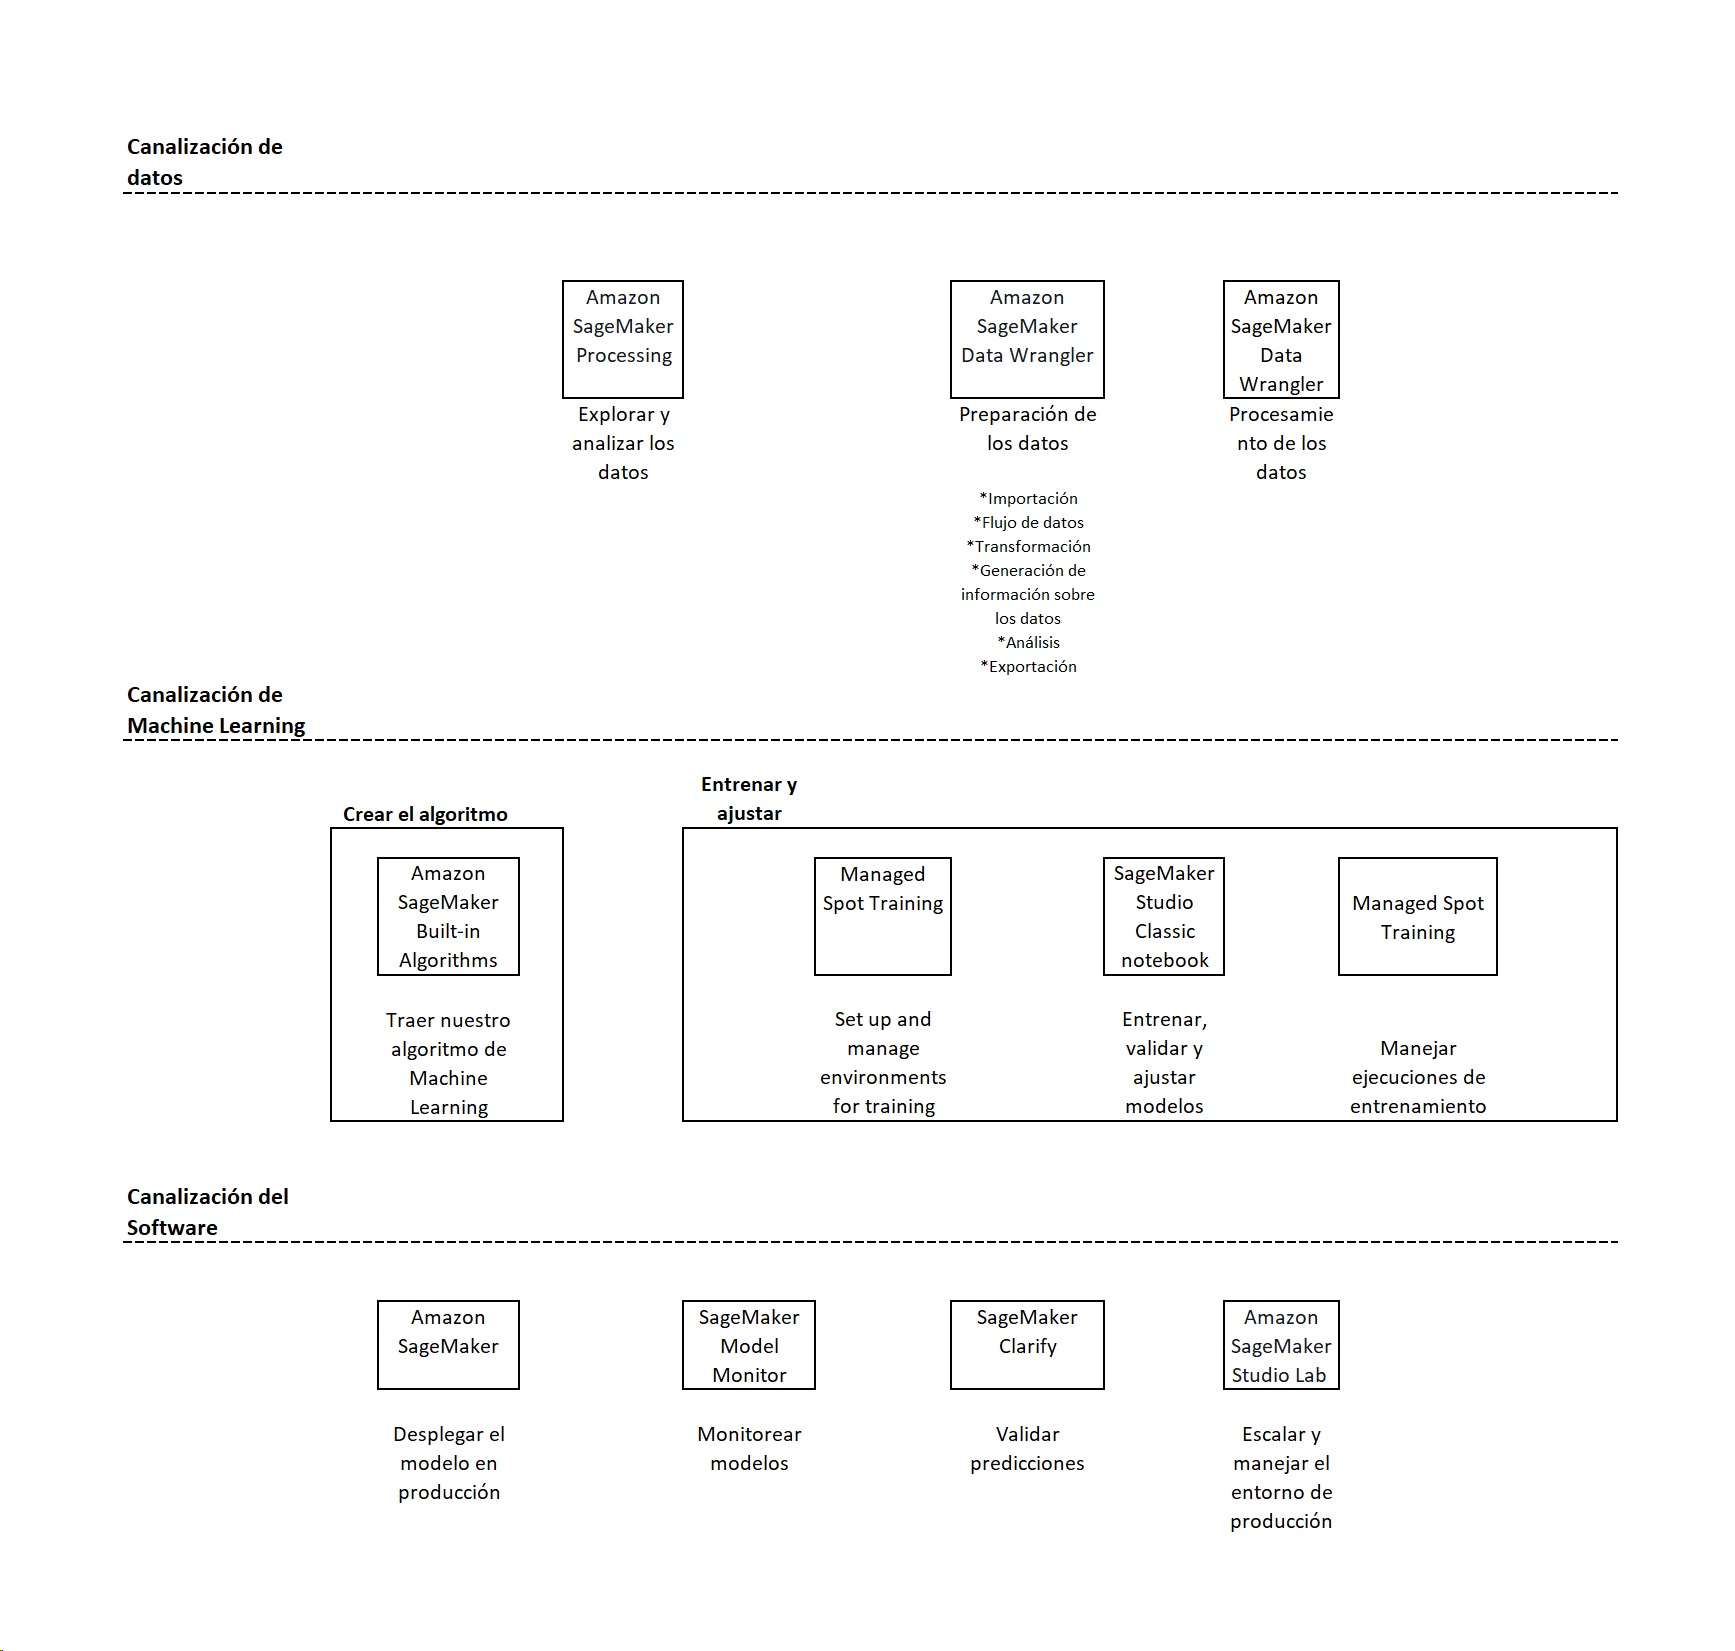 Canalización de
datos
Amazon
SageMaker
Processing
Explorar y
analizar los
datos
Amazon
SageMaker
Data Wrangler
Preparación de
los datos
*Importación
*Flujo de datos
*Transformación
*Generación de
información sobre
los datos
*Análisis
*Exportación
Amazon
SageMaker
Data
Wrangler
Procesamie
nto de los
datos
Canalización de
Machine Learning
Crear el algoritmo
Amazon
SageMaker
Built-in
Algorithms
Traer nuestro
algoritmo de
Machine
Learning
Entrenar y
ajustar
Managed
Spot Training
Set up and
manage
environments
for training
SageMaker
Studio
Classic
notebook
Entrenar,
validar y
ajustar
modelos
Managed Spot
Training
Manejar
ejecuciones de
entrenamiento
Canalización del
Software
Amazon
SageMaker
Desplegar el
modelo en
producción
SageMaker
Model
Monitor
Monitorear
modelos
SageMaker
Clarify
Validar
predicciones
Amazon
SageMaker
Studio Lab
Escalar y
manejar el
entorno de
producción